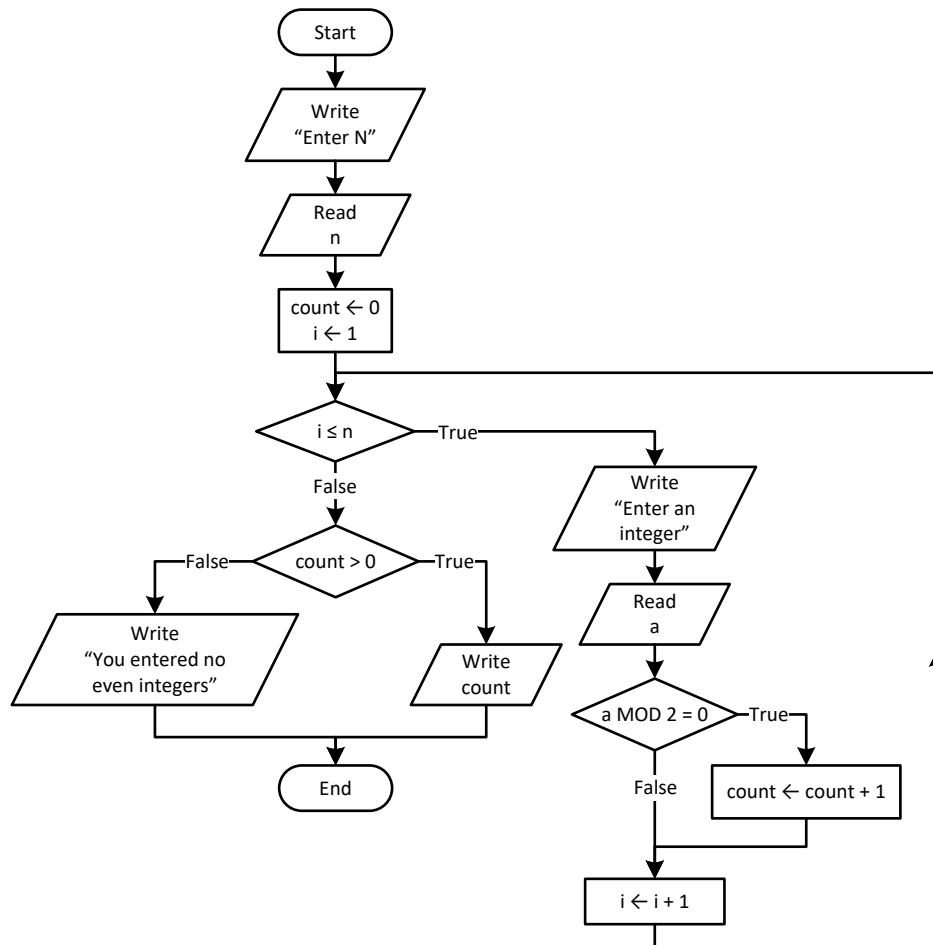 Start
Write
“Enter N”
Read
n
count ← 0
i ← 1
i ≤ n
True
False
Write
“Enter an
integer”
count > 0
False
True
Read
a
Write
“You entered no
even integers”
Write
count
a MOD 2 = 0
True
False
End
count ← count + 1
i ← i + 1